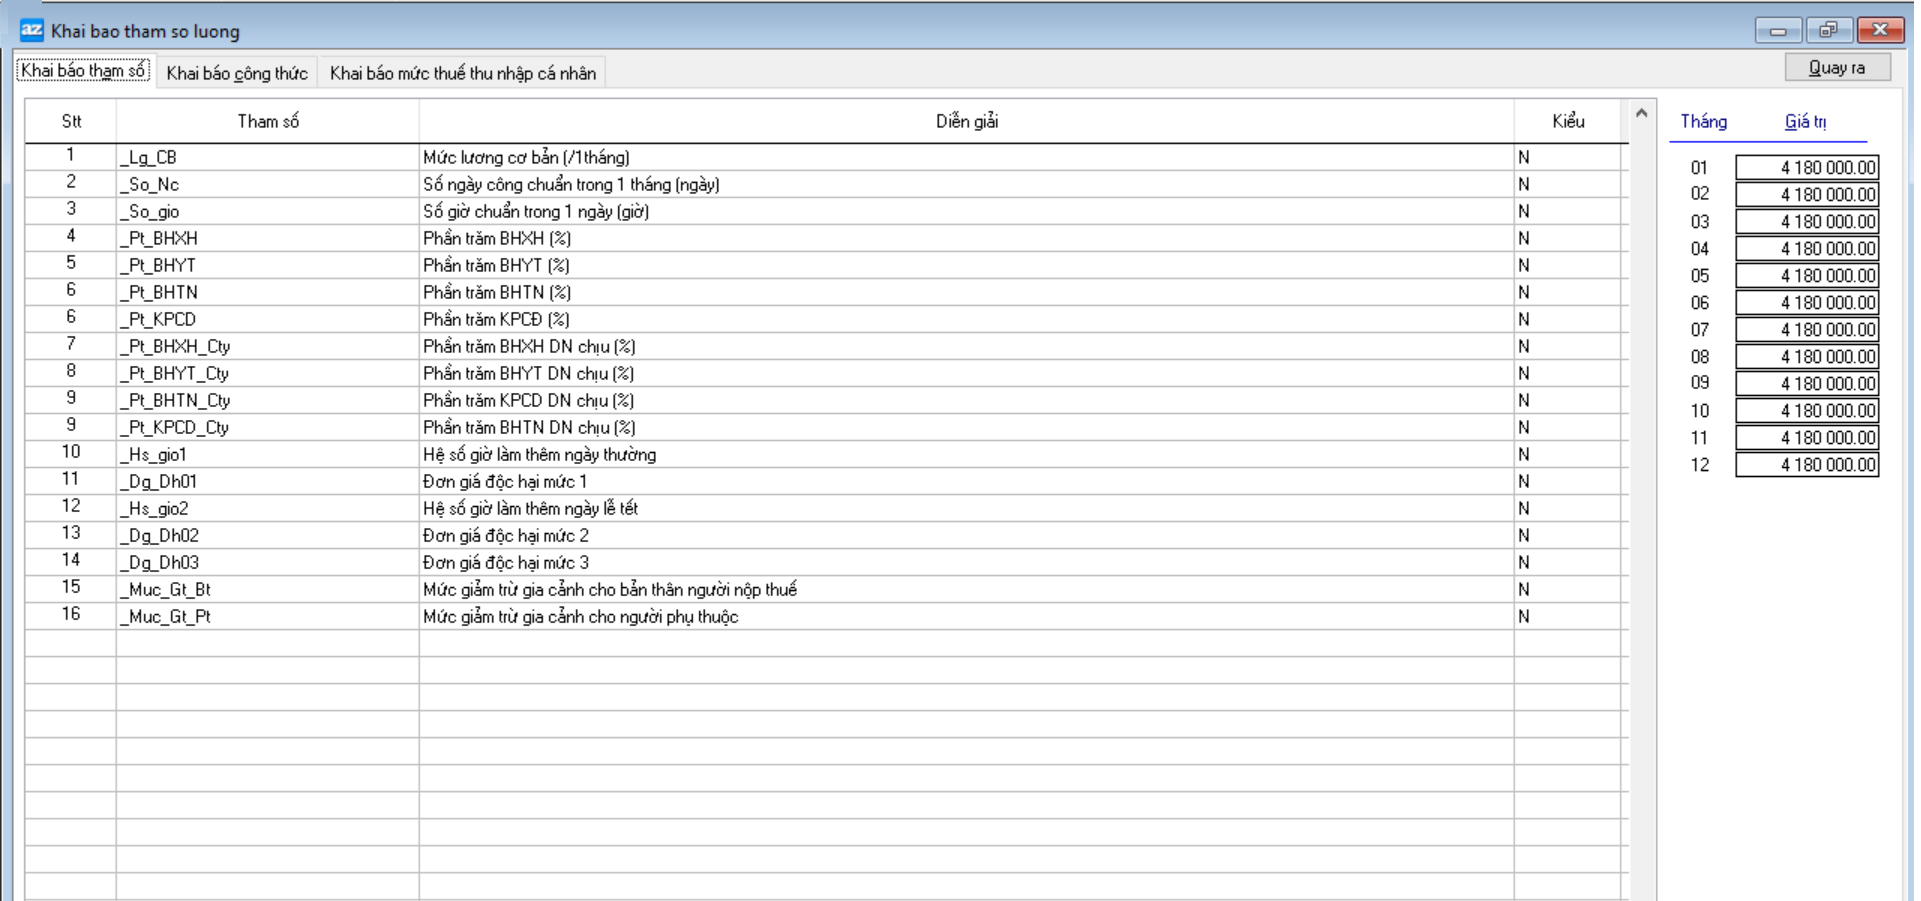 az Khai bao tham so luong
Khai báo tham số Khai báo công thức Khai báo mức thuế thu nhập cá nhân Quay ra
Stt Tham số Diễn giải Kiểu Tháng Giá trị
1 _Lg_CB Mức lương cơ bản (/1tháng) N
2 _So_Nc Số ngày công chuẩn trong 1 tháng (ngày) N
3 _So_gio Số giờ chuẩn trong 1 ngày (giờ) N
4 _Pt_BHXH Phần trăm BHXH (%) N
5 _Pt_BHYT Phần trăm BHYT (%) N
6 _Pt_BHTN Phần trăm BHTN (%) N
6 _Pt_KPCD Phần trăm KPCĐ (%) N
7 _Pt_BHXH_Cty Phần trăm BHXH DN chịu (%) N
8 _Pt_BHYT_Cty Phần trăm BHYT DN chịu (%) N
9 _Pt_BHTN_Cty Phần trăm KPCD DN chịu (%) N
9 _Pt_KPCD_Cty Phần trăm BHTN DN chịu (%) N
10 _Hs_gio1 Hệ số giờ làm thêm ngày thường N
11 _Dg_Dh01 Đơn giá độc hại mức 1 N
12 _Hs_gio2 Hệ số giờ làm thêm ngày lễ tết N
13 _Dg_Dh02 Đơn giá độc hại mức 2 N
14 _Dg_Dh03 Đơn giá độc hại mức 3 N
15 _Muc_Gt_Bt Mức giảm trừ gia cảnh cho bản thân người nộp thuế N
16 _Muc_Gt_Pt Mức giảm trừ gia cảnh cho người phụ thuộc N
01 4 180 000.00
02 4 180 000.00
03 4 180 000.00
04 4 180 000.00
05 4 180 000.00
06 4 180 000.00
07 4 180 000.00
08 4 180 000.00
09 4 180 000.00
10 4 180 000.00
11 4 180 000.00
12 4 180 000.00